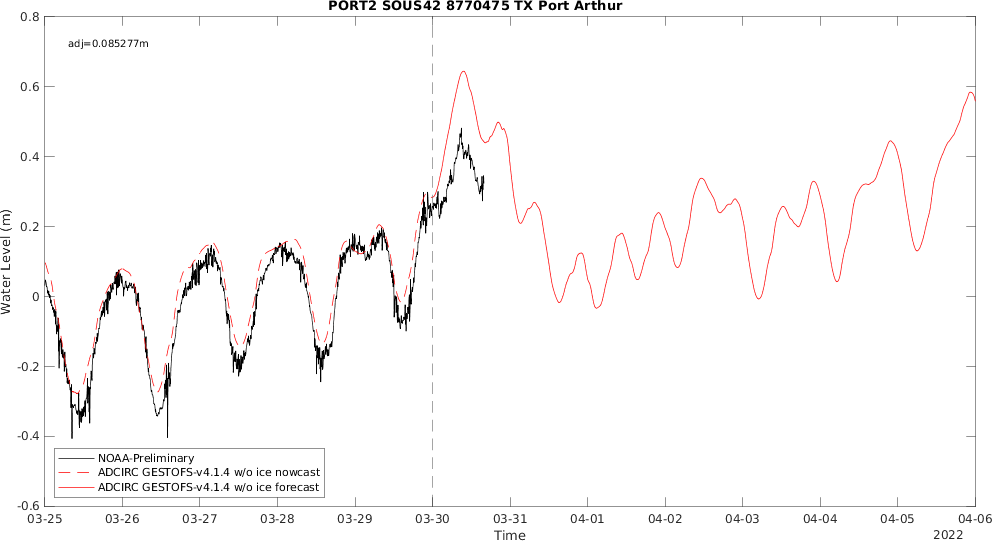 PORT2 SOUS42 8770475 TX Port Arthur
0.8
adj=0.085277m
0.6
0.4
0.2
0
-0.2
-0.4
-0.6
Water Level (m)
NOAA-Preliminary
ADCIRC GESTOFS-v4.1.4 w/o ice nowcast
ADCIRC GESTOFS-v4.1.4 w/o ice forecast
03-25 03-26 03-27 03-28 03-29 03-30 03-31 04-01 04-02 04-03 04-04 04-05 04-06
Time
2022